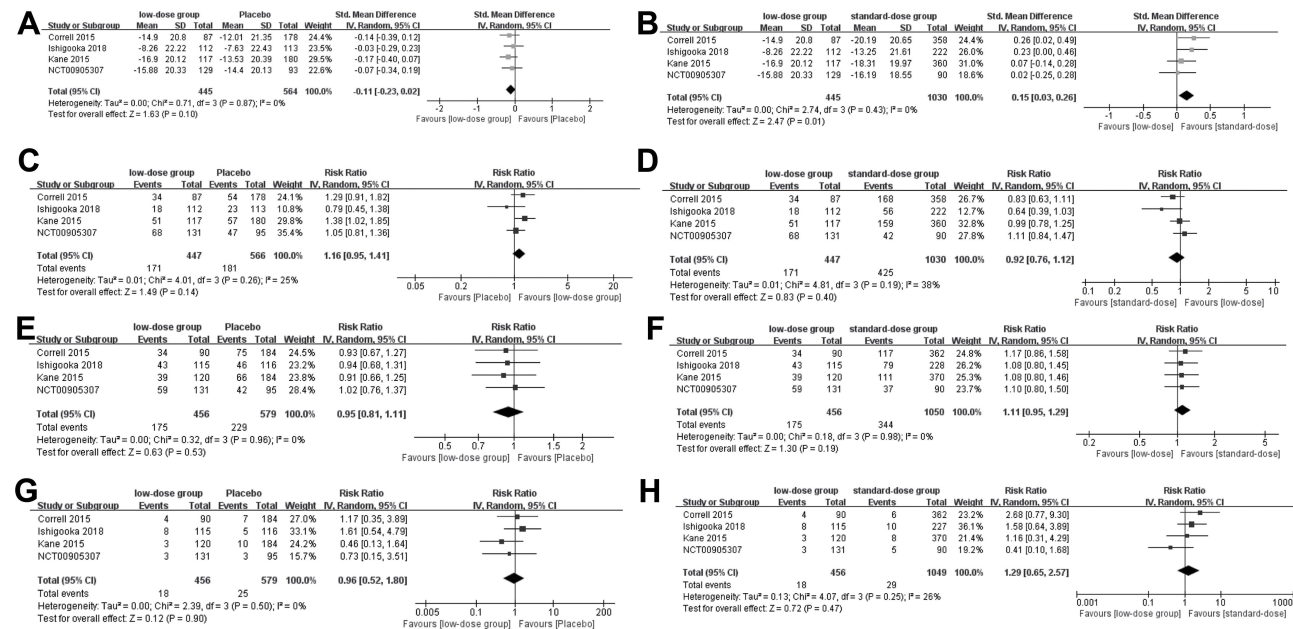 A
low-dose group Placebo Std. Mean Difference Std. Mean Difference
Study or Subgroup Mean SD Total Mean SD Total Weight IV, Random, 95% CI IV, Random, 95% CI
Correll 2015 -14.9 20.8 87 -12.01 21.35 178 24.4% -0.14 [-0.39, 0.12]
Ishigooka 2018 -8.26 22.22 112 -7.63 22.43 113 23.5% -0.03 [-0.29, 0.23]
Kane 2015 -16.9 20.12 117 -13.53 20.39 180 29.5% -0.17 [-0.40, 0.07]
NCT00905307 -15.88 20.33 129 -14.4 20.13 93 22.6% -0.07 [-0.34, 0.19]
Total (95% CI) 445 564 100.0% -0.11 [-0.23, 0.02]
Heterogeneity: Tau² = 0.00; Chi² = 0.71, df = 3 (P = 0.87); I² = 0%
Test for overall effect: Z = 1.63 (P = 0.10)
-2 -1 0 1 2
Favours [low-dose group] Favours [Placebo]
B
low-dose group standard-dose group Std. Mean Difference Std. Mean Difference
Study or Subgroup Mean SD Total Mean SD Total Weight IV, Random, 95% CI IV, Random, 95% CI
Correll 2015 -14.9 20.8 87 -20.19 20.65 358 24.2% 0.26 [0.02, 0.49]
Ishigooka 2018 -8.26 22.22 112 -13.25 21.61 222 25.7% 0.23 [0.00, 0.46]
Kane 2015 -16.9 20.12 117 -18.31 19.97 360 30.6% 0.07 [-0.14, 0.28]
NCT00905307 -15.88 20.33 129 -16.19 18.55 90 18.4% 0.02 [-0.25, 0.28]
Total (95% CI) 445 1030 100.0% 0.15 [0.03, 0.26]
Heterogeneity: Tau² = 0.00; Chi² = 2.74, df = 3 (P = 0.43); I² = 0%
Test for overall effect: Z = 2.47 (P = 0.01)
-1 -0.5 0 0.5 1
Favours [low-dose] Favours [standard-dose]
C
low-dose group Placebo Risk Ratio Risk Ratio
Study or Subgroup Events Total Events Total Weight IV, Random, 95% CI IV, Random, 95% CI
Correll 2015 34 87 54 178 24.1% 1.29 [0.91, 1.82]
Ishigooka 2018 18 112 23 113 10.8% 0.79 [0.45, 1.38]
Kane 2015 51 117 57 180 29.8% 1.38 [1.02, 1.85]
NCT00905307 68 131 47 95 35.4% 1.05 [0.81, 1.36]
Total (95% CI) 447 566 100.0% 1.16 [0.95, 1.41]
Total events 171 181
Heterogeneity: Tau² = 0.01; Chi² = 4.01, df = 3 (P = 0.26); I² = 25%
Test for overall effect: Z = 1.49 (P = 0.14)
0.05 0.2 1 5 20
Favours [Placebo] Favours [low-dose group]
D
low-dose group standard-dose group Risk Ratio Risk Ratio
Study or Subgroup Events Total Events Total Weight IV, Random, 95% CI IV, Random, 95% CI
Correll 2015 34 87 168 358 26.7% 0.83 [0.63, 1.11]
Ishigooka 2018 18 112 56 222 12.7% 0.64 [0.39, 1.03]
Kane 2015 51 117 159 360 32.8% 0.99 [0.78, 1.25]
NCT00905307 68 131 42 90 27.8% 1.11 [0.84, 1.47]
Total (95% CI) 447 1030 100.0% 0.92 [0.76, 1.12]
Total events 171 425
Heterogeneity: Tau² = 0.01; Chi² = 4.81, df = 3 (P = 0.19); I² = 38%
Test for overall effect: Z = 0.83 (P = 0.40)
0.1 0.2 0.5 1 2 5 10
Favours [standard-dose] Favours [low-dose]
E
low-dose group Placebo Risk Ratio Risk Ratio
Study or Subgroup Events Total Events Total Weight IV, Random, 95% CI IV, Random, 95% CI
Correll 2015 34 90 75 184 24.5% 0.93 [0.67, 1.27]
Ishigooka 2018 43 115 46 116 23.2% 0.94 [0.68, 1.31]
Kane 2015 39 120 66 184 23.8% 0.91 [0.66, 1.25]
NCT00905307 59 131 42 95 28.4% 1.02 [0.76, 1.37]
Total (95% CI) 456 579 100.0% 0.95 [0.81, 1.11]
Total events 175 229
Heterogeneity: Tau² = 0.00; Chi² = 0.32, df = 3 (P = 0.96); I² = 0%
Test for overall effect: Z = 0.63 (P = 0.53)
0.5 0.7 1 1.5 2
Favours [low-dose group] Favours [Placebo]
F
low-dose group standard-dose group Risk Ratio Risk Ratio
Study or Subgroup Events Total Events Total Weight IV, Random, 95% CI IV, Random, 95% CI
Correll 2015 34 90 117 362 24.8% 1.17 [0.86, 1.58]
Ishigooka 2018 43 115 79 228 26.5% 1.08 [0.80, 1.45]
Kane 2015 39 120 111 370 26.2% 1.08 [0.80, 1.46]
NCT00905307 59 131 37 90 24.5% 1.10 [0.80, 1.50]
Total (95% CI) 456 1050 100.0% 1.11 [0.95, 1.29]
Total events 175 344
Heterogeneity: Tau² = 0.00; Chi² = 0.18, df = 3 (P = 0.98); I² = 0%
Test for overall effect: Z = 1.30 (P = 0.19)
0.2 0.5 1 2 5
Favours [low-dose] Favours [standard-dose]
G
low-dose group Placebo Risk Ratio Risk Ratio
Study or Subgroup Events Total Events Total Weight IV, Random, 95% CI IV, Random, 95% CI
Correll 2015 4 90 7 184 27.0% 1.17 [0.35, 3.89]
Ishigooka 2018 8 115 5 116 33.1% 1.61 [0.54, 4.79]
Kane 2015 3 120 10 184 24.2% 0.46 [0.13, 1.64]
NCT00905307 3 131 3 95 15.7% 0.73 [0.15, 3.51]
Total (95% CI) 456 579 100.0% 0.96 [0.52, 1.80]
Total events 18 25
Heterogeneity: Tau² = 0.00; Chi² = 2.39, df = 3 (P = 0.50); I² = 0%
Test for overall effect: Z = 0.12 (P = 0.90)
0.005 0.1 1 10 200
Favours [low-dose group] Favours [Placebo]
H
low-dose group standard-dose group Risk Ratio Risk Ratio
Study or Subgroup Events Total Events Total Weight IV, Random, 95% CI IV, Random, 95% CI
Correll 2015 4 90 6 362 23.2% 2.68 [0.77, 9.30]
Ishigooka 2018 8 115 10 227 36.1% 1.58 [0.64, 3.89]
Kane 2015 3 120 8 370 21.4% 1.16 [0.31, 4.29]
NCT00905307 3 131 5 90 19.2% 0.41 [0.10, 1.68]
Total (95% CI) 456 1049 100.0% 1.29 [0.65, 2.57]
Total events 18 29
Heterogeneity: Tau² = 0.13; Chi² = 4.07, df = 3 (P = 0.25); I² = 26%
Test for overall effect: Z = 0.72 (P = 0.47)
0.001 0.1 1 10 1000
Favours [low-dose group] Favours [standard-dose]